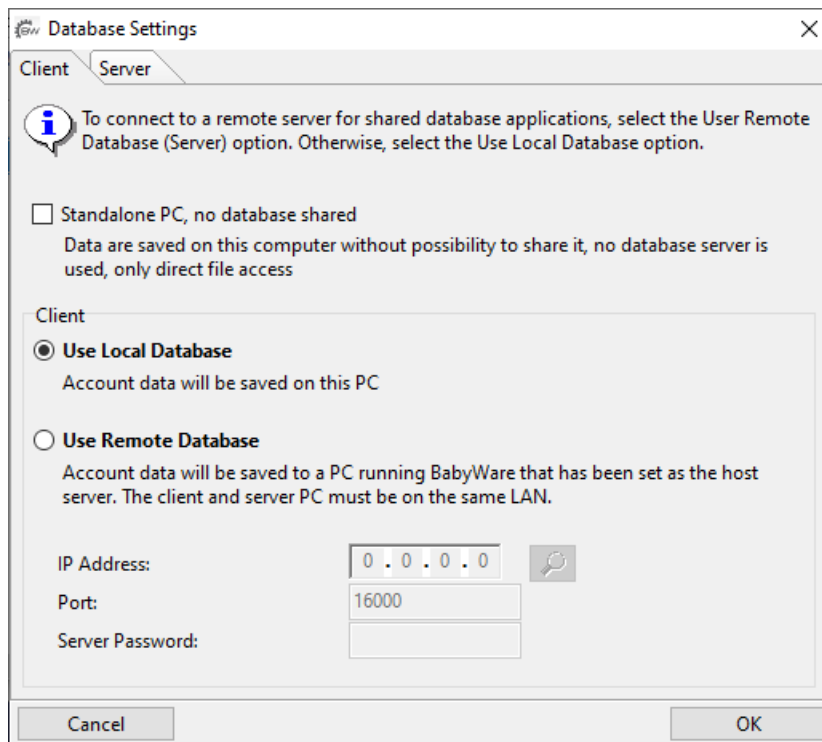 Database Settings
Client
Server
To connect to a remote server for shared database applications, select the User Remote
Database (Server) option. Otherwise, select the Use Local Database option.
Standalone PC, no database shared
Data are saved on this computer without possibility to share it, no database server is
used, only direct file access
Client
Use Local Database
Account data will be saved on this PC
Use Remote Database
Account data will be saved to a PC running BabyWare that has been set as the host
server. The client and server PC must be on the same LAN.
IP Address: 0 . 0 . 0 . 0
Port: 16000
Server Password:
Cancel
OK